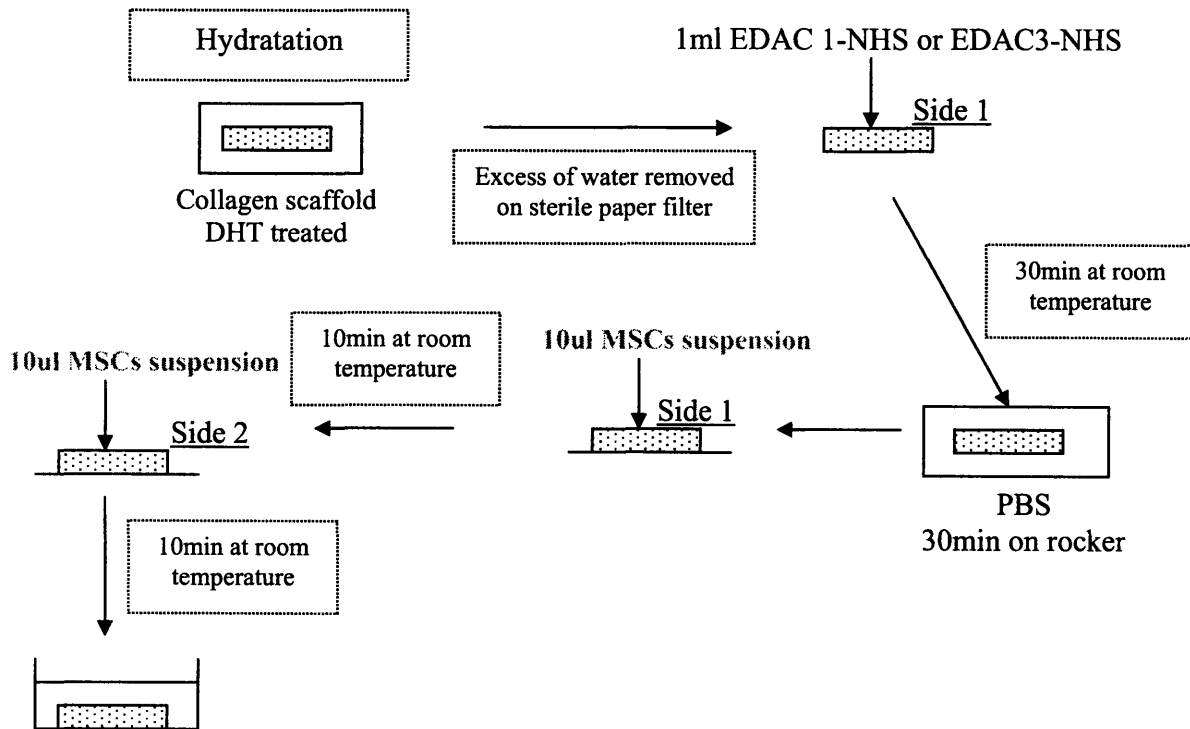 Hydratation
Collagen scaffold
DHT treated
Excess of water removed
on sterile paper filter
1ml EDAC 1-NHS or EDAC3-NHS
Side 1
30min at room
temperature
PBS
30min on rocker
10ul MSCs suspension
Side 1
10min at room
temperature
10ul MSCs suspension
Side 2
10min at room
temperature